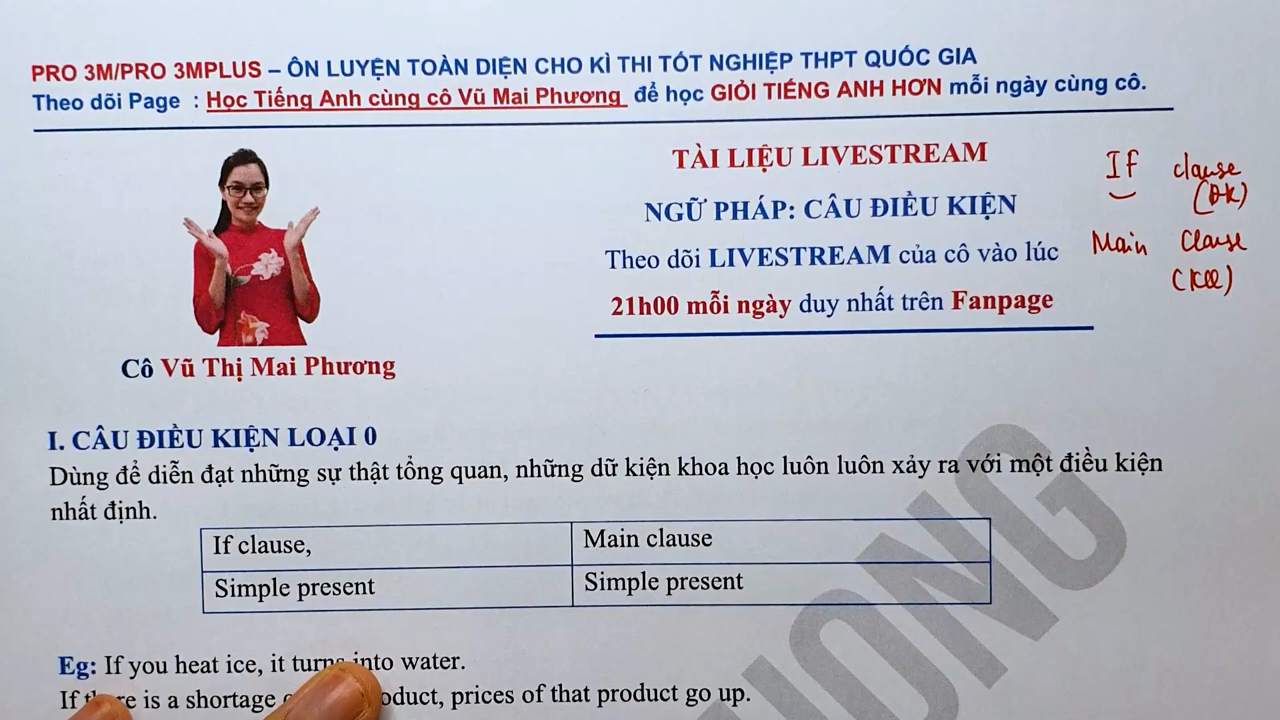 PRO 3M/PRO 3MPLUS – ÔN LUYỆN TOÀN DIỆN CHO KÌ THI TỐT NGHIỆP THPT QUỐC GIA
Theo dõi Page : Học Tiếng Anh cùng cô Vũ Mai Phương để học GIỎI TIẾNG ANH HƠN mỗi ngày cùng cô.
TÀI LIỆU LIVESTREAM
NGỮ PHÁP: CÂU ĐIỀU KIỆN
Theo dõi LIVESTREAM của cô vào lúc
21h00 mỗi ngày duy nhất trên Fanpage
If clause
(ĐK)
Main Clause
(KQ)
Cô Vũ Thị Mai Phương
I. CÂU ĐIỀU KIỆN LOẠI 0
Dùng để diễn đạt những sự thật tổng quan, những dữ kiện khoa học luôn luôn xảy ra với một điều kiện
nhất định.
If clause, Main clause
Simple present Simple present
Eg: If you heat ice, it turns into water.
If is a shortage product, prices of that product go up.